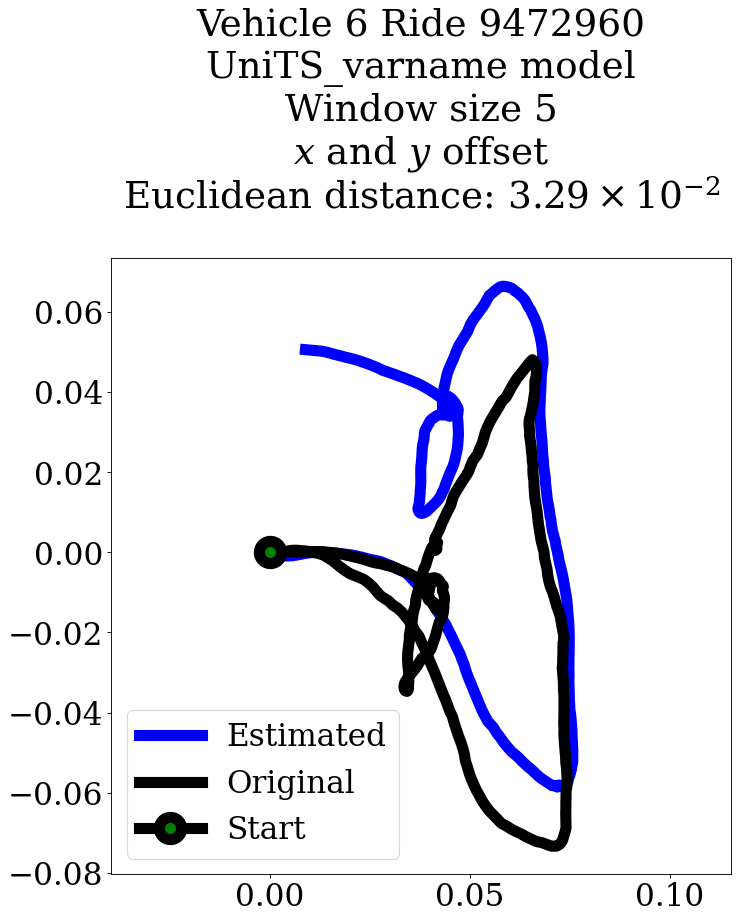 Vehicle 6 Ride 9472960
UniTS_varname model
Window size 5
x and y offset
Euclidean distance: 3.29 × 10⁻²
0.06
0.04
0.02
0.00
−0.02
−0.04
−0.06
−0.08
Estimated
Original
Start
0.00 0.05 0.10